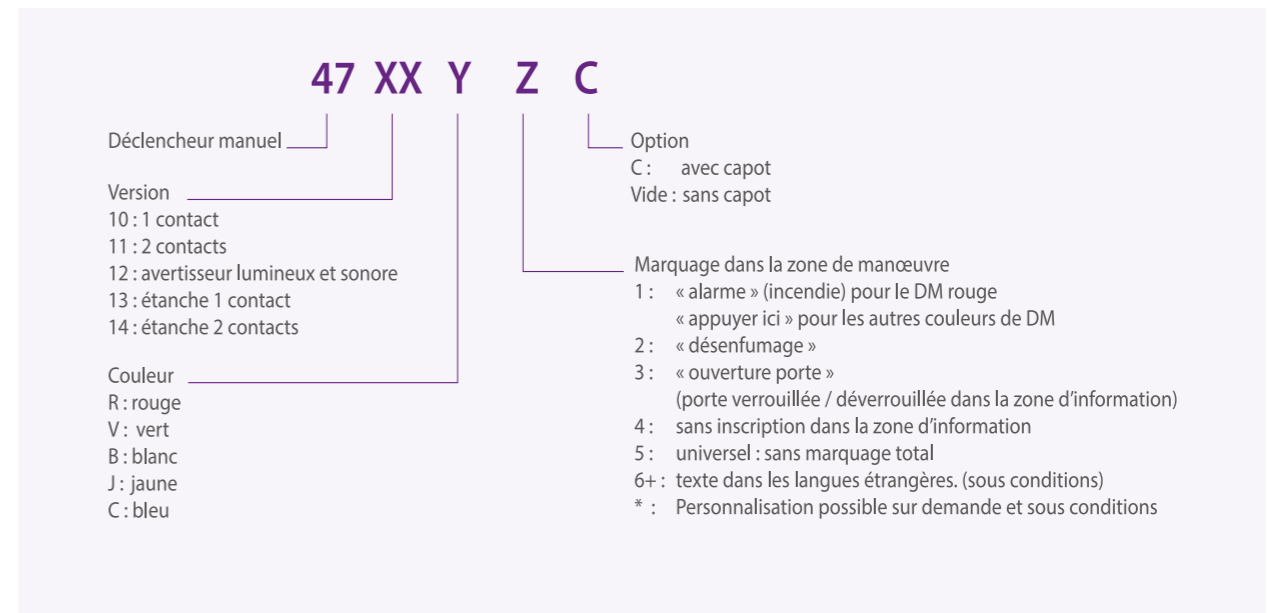 47 XX Y Z C
Déclencheur manuel
Version
10 : 1 contact
11 : 2 contacts
12 : avertisseur lumineux et sonore
13 : étanche 1 contact
14 : étanche 2 contacts
Couleur
R : rouge
V : vert
B : blanc
J : jaune
C : bleu
Option
C : avec capot
Vide : sans capot
Marquage dans la zone de manœuvre
1 : « alarme » (incendie) pour le DM rouge
« appuyer ici » pour les autres couleurs de DM
2 : « désenfumage »
3 : « ouverture porte »
(porte verrouillée / déverrouillée dans la zone d’information)
4 : sans inscription dans la zone d’information
5 : universel : sans marquage total
6+ : texte dans les langues étrangères. (sous conditions)
* : Personnalisation possible sur demande et sous conditions